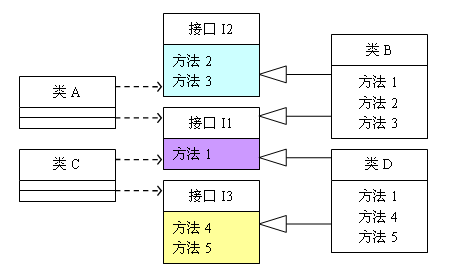 接口 I2
方法 2
方法 3
类 A
接口 I1
方法 1
类 C
接口 I3
方法 4
方法 5
类 B
方法 1
方法 2
方法 3
类 D
方法 1
方法 4
方法 5